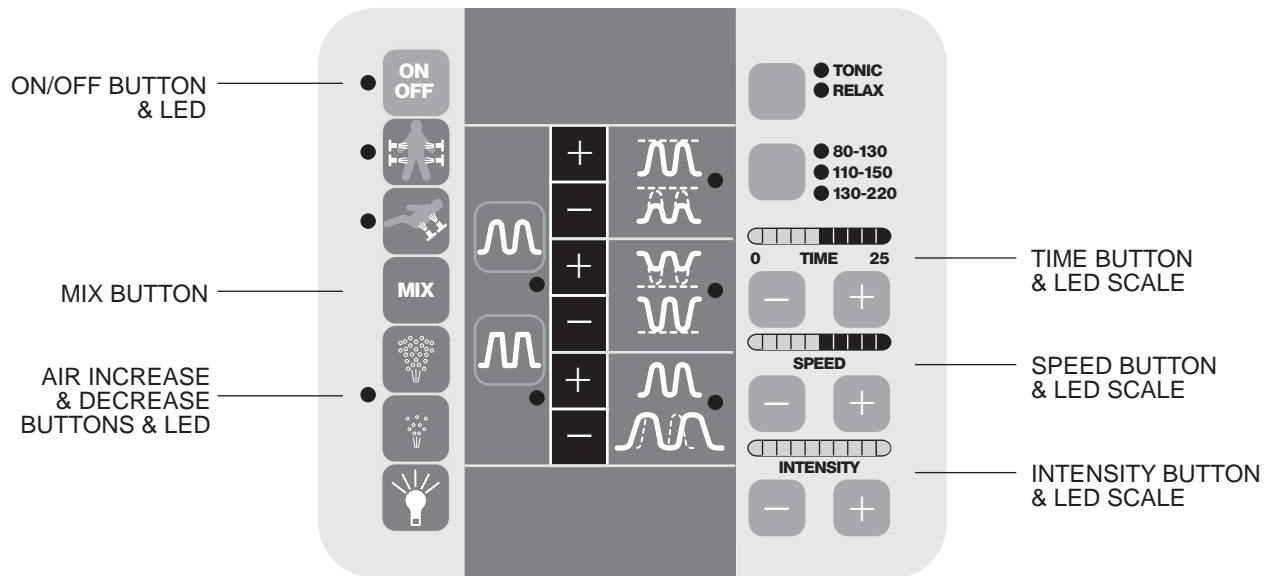 ON/OFF BUTTON
& LED
MIX BUTTON
AIR INCREASE
& DECREASE
BUTTONS & LED
ON
OFF
MIX
+
−
+
−
+
−
TONIC
RELAX
80-130
110-150
130-220
0 TIME 25
− +
SPEED
− +
INTENSITY
− +
TIME BUTTON
& LED SCALE
SPEED BUTTON
& LED SCALE
INTENSITY BUTTON
& LED SCALE